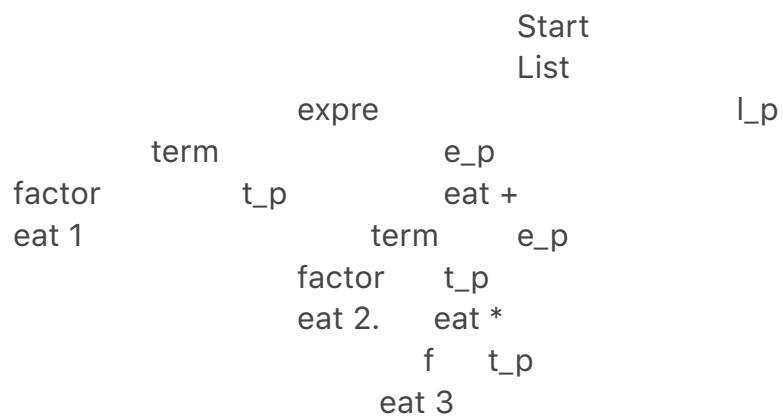 Start
List
expre l_p
term e_p
factor t_p eat +
eat 1 term e_p
factor t_p
eat 2. eat *
f t_p
eat 3